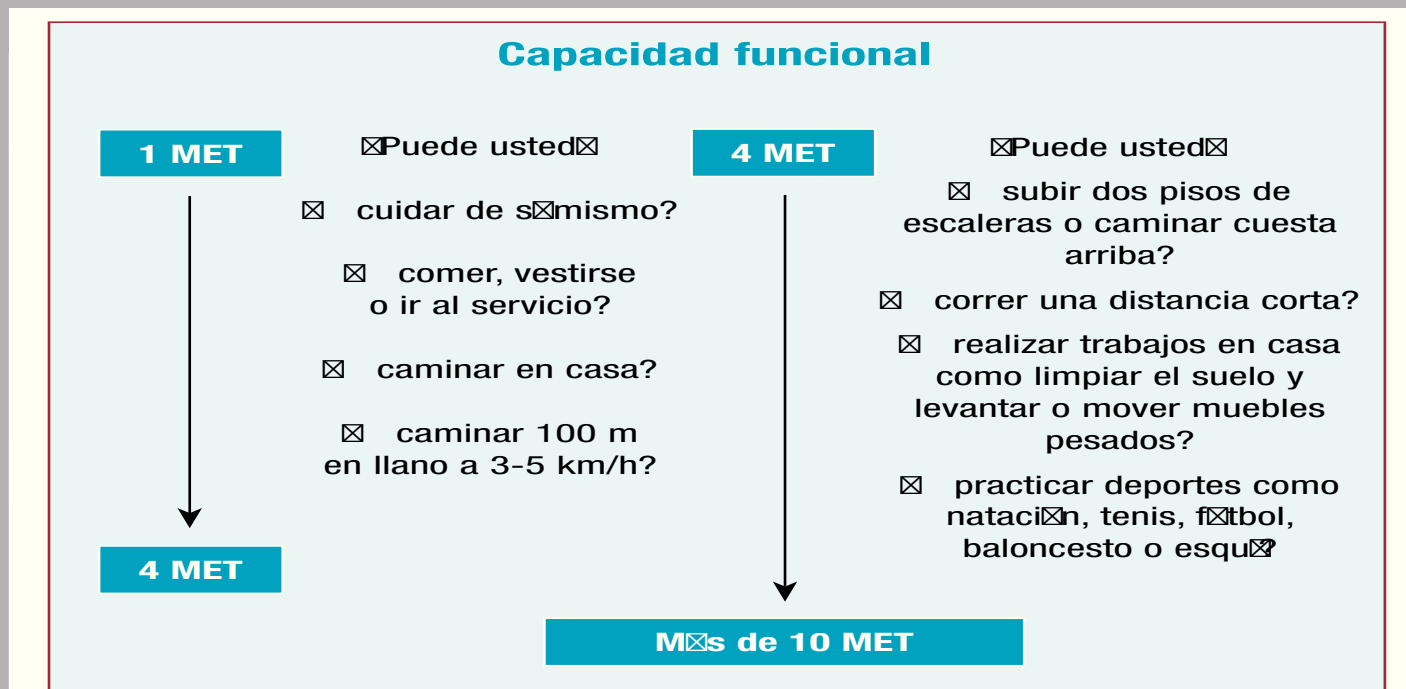 Capacidad funcional
1 MET
☒Puede usted☒
☒ cuidar de s☒mismo?
☒ comer, vestirse
o ir al servicio?
☒ caminar en casa?
☒ caminar 100 m
en llano a 3-5 km/h?
4 MET
4 MET
☒Puede usted☒
☒ subir dos pisos de
escaleras o caminar cuesta
arriba?
☒ correr una distancia corta?
☒ realizar trabajos en casa
como limpiar el suelo y
levantar o mover muebles
pesados?
☒ practicar deportes como
nataci☒n, tenis, f☒tbol,
baloncesto o esqu☒?
M☒s de 10 MET